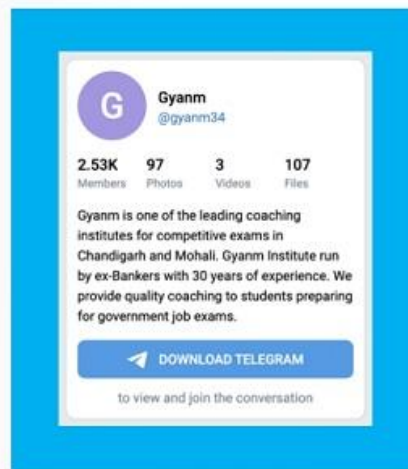 G
Gyanm
@gyanm34
2.53K 97 3 107
Members Photos Videos Files
Gyanm is one of the leading coaching
institutes for competitive exams in
Chandigarh and Mohali. Gyanm Institute run
by ex-Bankers with 30 years of experience. We
provide quality coaching to students preparing
for government job exams.
DOWNLOAD TELEGRAM
to view and join the conversation